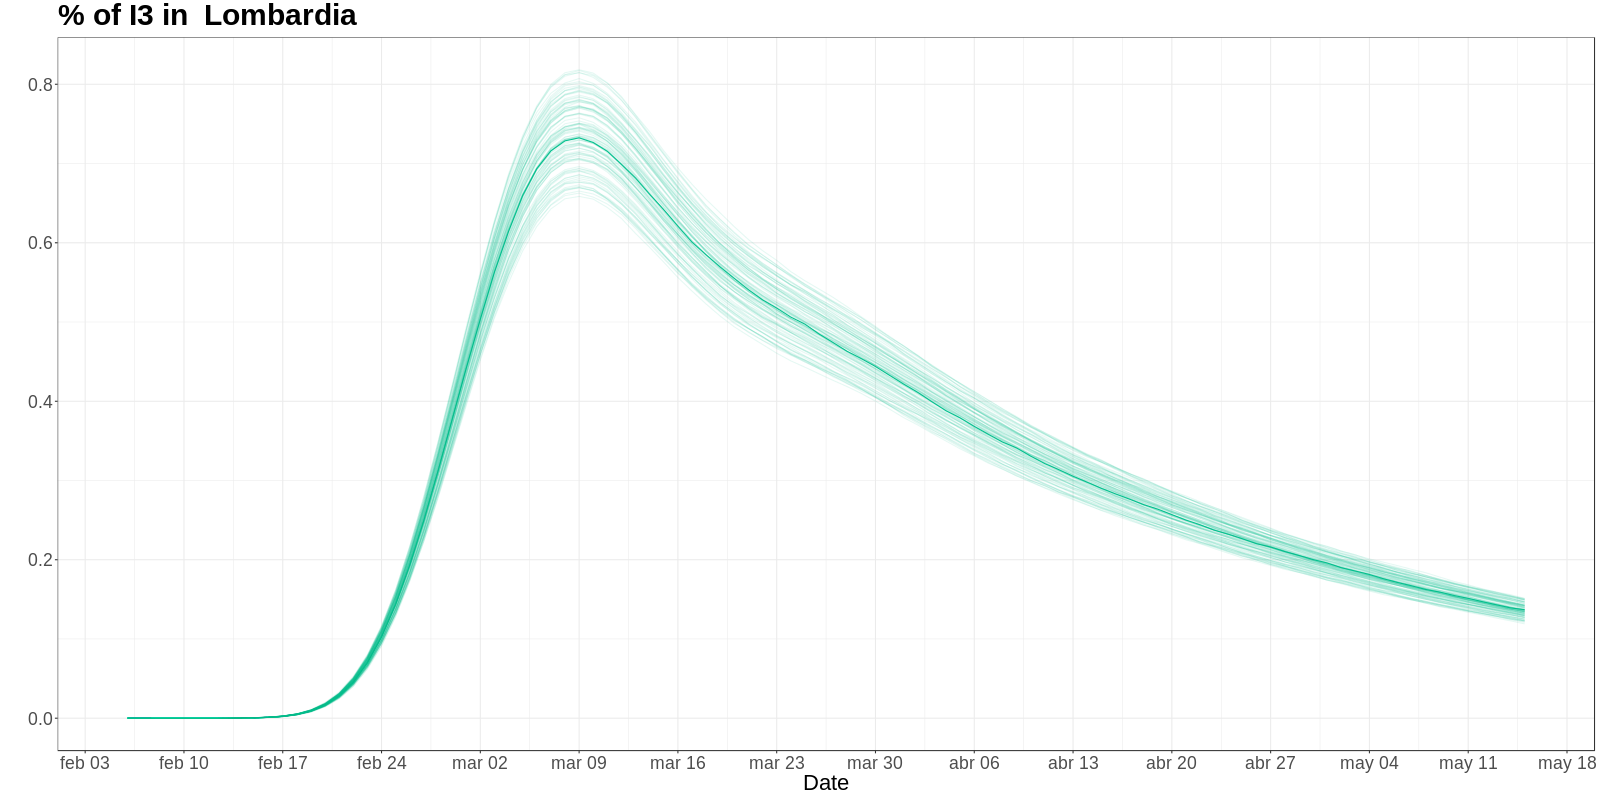 % of I3 in  Lombardia
0.8
0.6
0.4
0.2
0.0
feb 03 feb 10 feb 17 feb 24 mar 02 mar 09 mar 16 mar 23 mar 30 abr 06 abr 13 abr 20 abr 27 may 04 may 11 may 18
Date